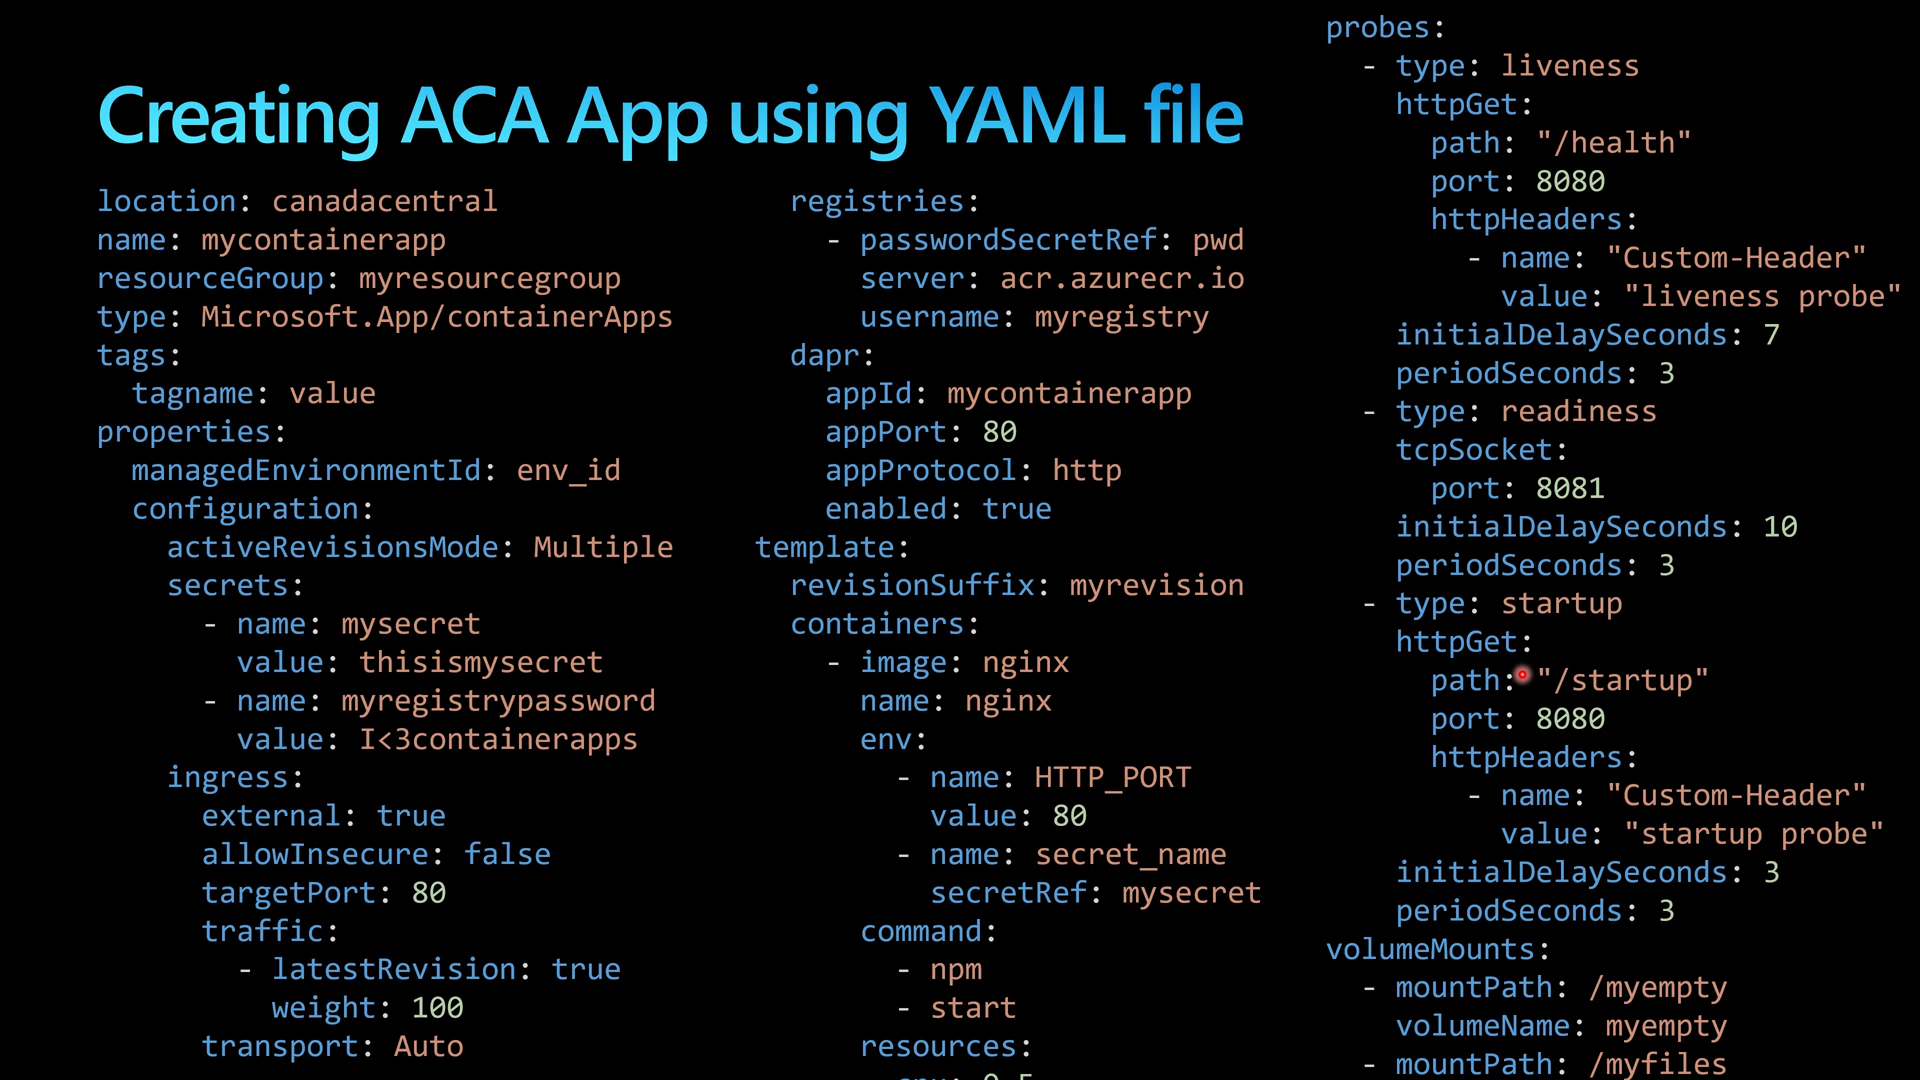 Creating ACA App using YAML file
location: canadacentral
name: mycontainerapp
resourceGroup: myresourcegroup
type: Microsoft.App/containerApps
tags:
  tagname: value
properties:
  managedEnvironmentId: env_id
  configuration:
    activeRevisionsMode: Multiple
    secrets:
      - name: mysecret
        value: thisismysecret
      - name: myregistrypassword
        value: I<3containerapps
    ingress:
      external: true
      allowInsecure: false
      targetPort: 80
      traffic:
        - latestRevision: true
          weight: 100
      transport: Auto
    registries:
      - passwordSecretRef: pwd
        server: acr.azurecr.io
        username: myregistry
    dapr:
      appId: mycontainerapp
      appPort: 80
      appProtocol: http
      enabled: true
  template:
    revisionSuffix: myrevision
    containers:
      - image: nginx
        name: nginx
        env:
          - name: HTTP_PORT
            value: 80
          - name: secret_name
            secretRef: mysecret
        command:
          - npm
          - start
        resources:
        probes:
          - type: liveness
            httpGet:
              path: "/health"
              port: 8080
              httpHeaders:
                - name: "Custom-Header"
                  value: "liveness probe"
            initialDelaySeconds: 7
            periodSeconds: 3
          - type: readiness
            tcpSocket:
              port: 8081
            initialDelaySeconds: 10
            periodSeconds: 3
          - type: startup
            httpGet:
              path: "/startup"
              port: 8080
              httpHeaders:
                - name: "Custom-Header"
                  value: "startup probe"
            initialDelaySeconds: 3
            periodSeconds: 3
        volumeMounts:
          - mountPath: /myempty
            volumeName: myempty
          - mountPath: /myfiles